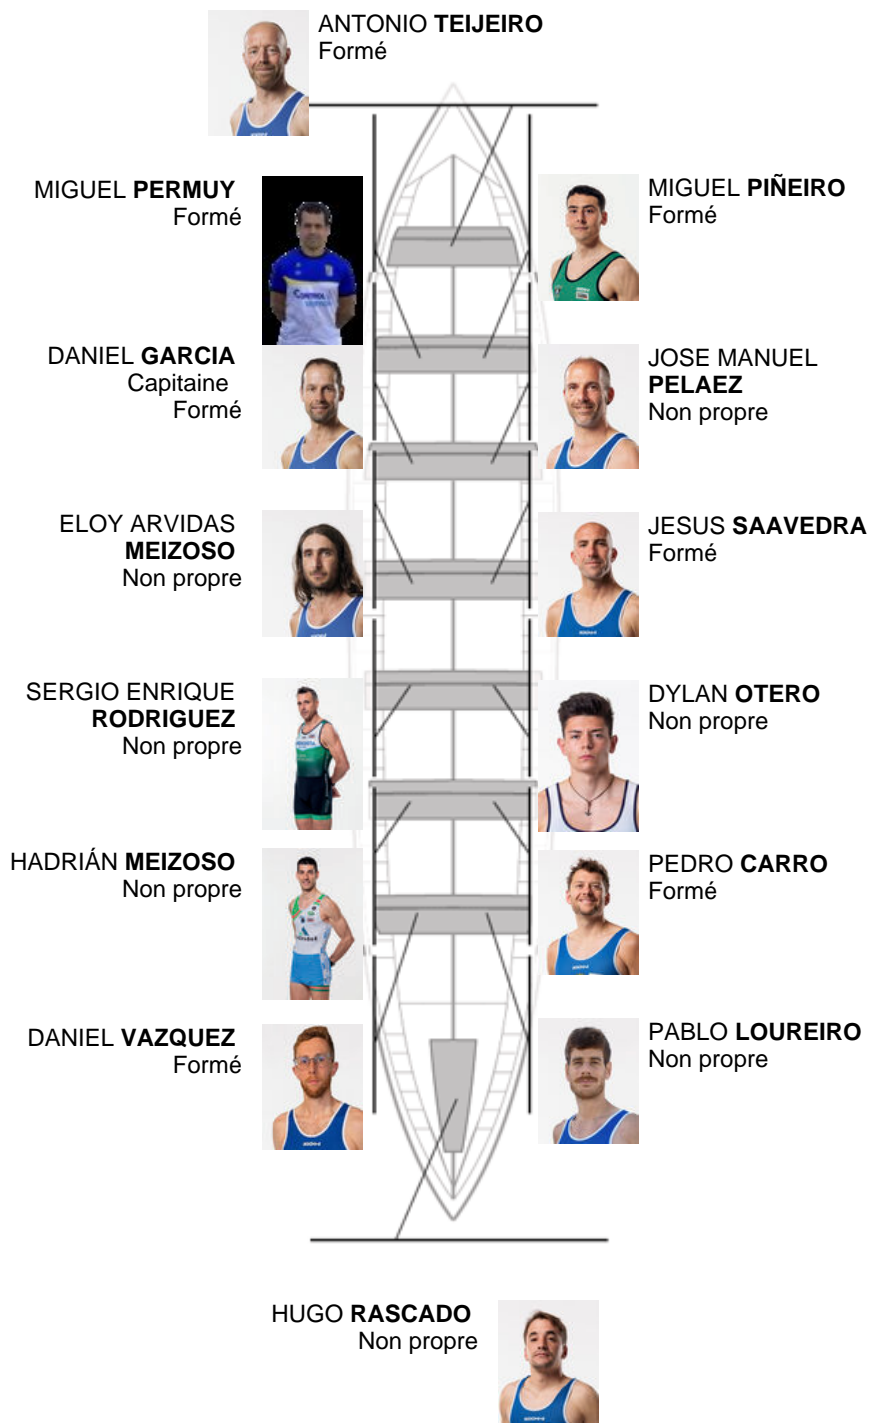 ANTONIO TEIJEIRO
Formé
MIGUEL PERMUY
Formé
MIGUEL PIÑEIRO
Formé
DANIEL GARCIA
Capitaine
Formé
JOSE MANUEL
PELAEZ
Non propre
ELOY ARVIDAS
MEIZOSO
Non propre
JESUS SAAVEDRA
Formé
SERGIO ENRIQUE
RODRIGUEZ
Non propre
DYLAN OTERO
Non propre
HADRIÁN MEIZOSO
Non propre
PEDRO CARRO
Formé
DANIEL VAZQUEZ
Formé
PABLO LOUREIRO
Non propre
HUGO RASCADO
Non propre